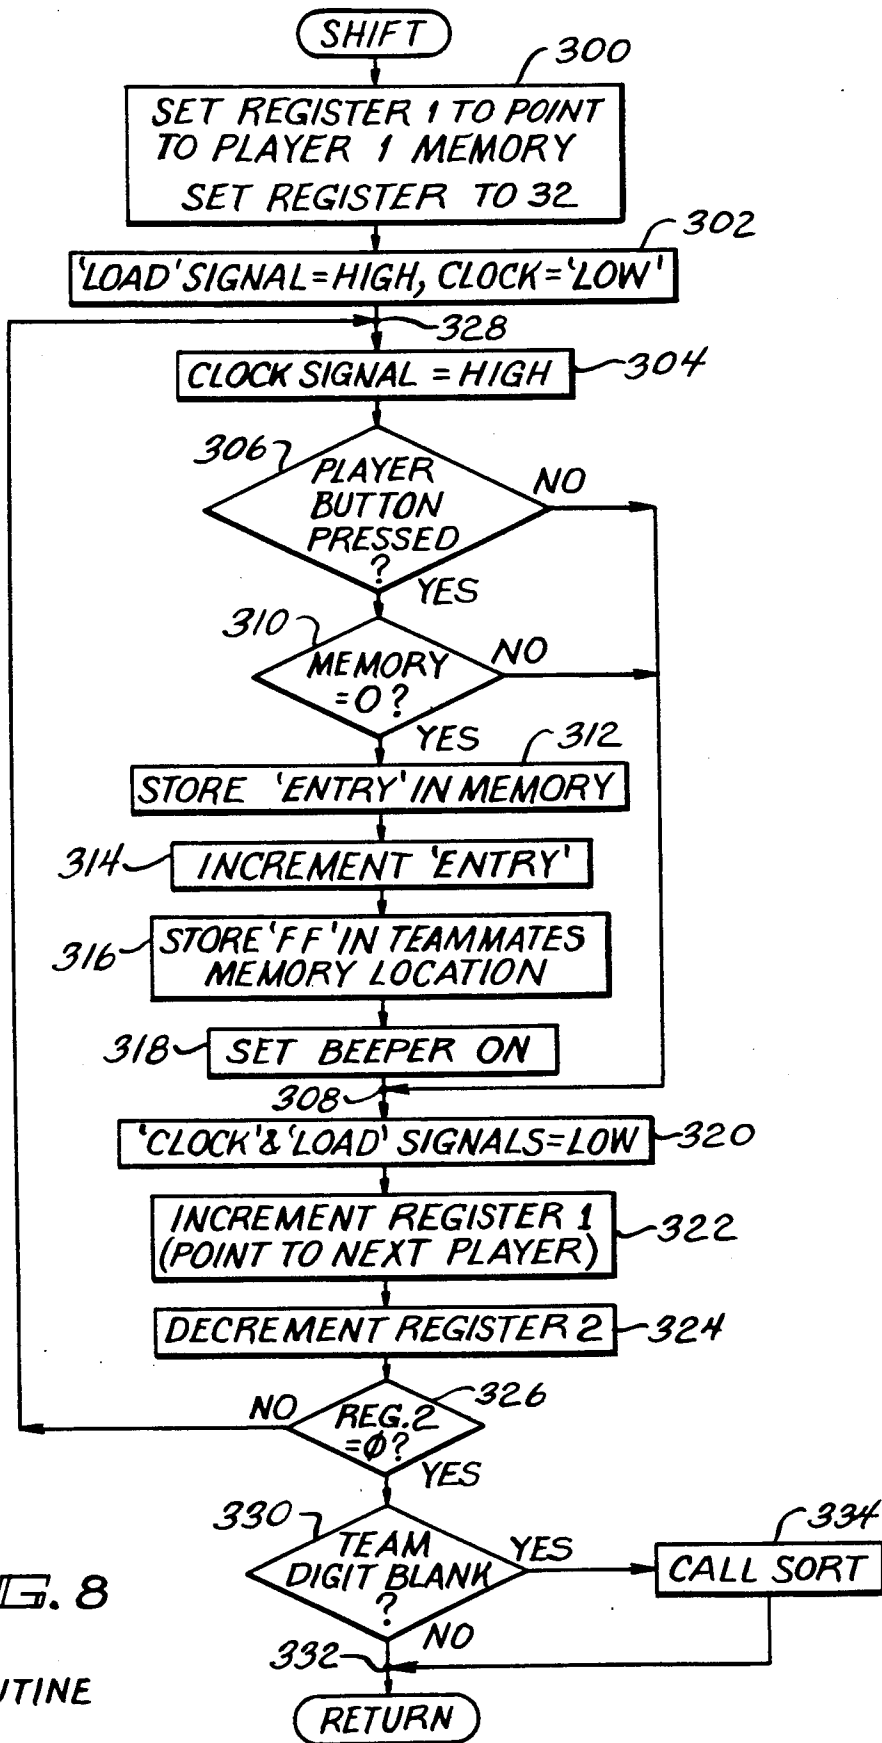 SHIFT
300
SET REGISTER 1 TO POINT
TO PLAYER 1 MEMORY
SET REGISTER TO 32
302
'LOAD' SIGNAL=HIGH, CLOCK='LOW'
328
CLOCK SIGNAL = HIGH
304
306
PLAYER
BUTTON
PRESSED
?
NO
YES
310
MEMORY
=0?
NO
YES
312
STORE 'ENTRY' IN MEMORY
314
INCREMENT 'ENTRY'
316
STORE 'FF' IN TEAMMATES
MEMORY LOCATION
318
SET BEEPER ON
308
'CLOCK' & 'LOAD' SIGNALS=LOW
320
INCREMENT REGISTER 1
(POINT TO NEXT PLAYER)
322
DECREMENT REGISTER 2
324
326
NO
REG.2
=Ø?
YES
330
TEAM
DIGIT BLANK
?
YES
334
CALL SORT
NO
332
RETURN
G. 8
UTINE